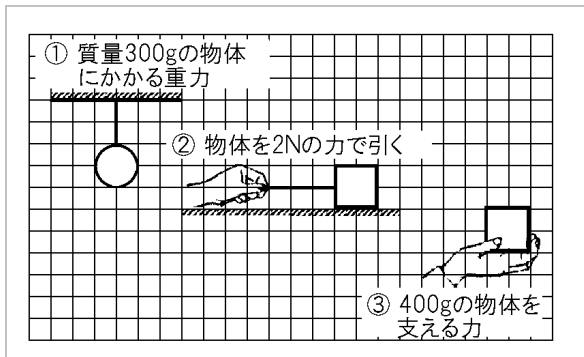 ① 質量300gの物体
にかかる重力
② 物体を2Nの力で引く
③ 400gの物体を
支える力